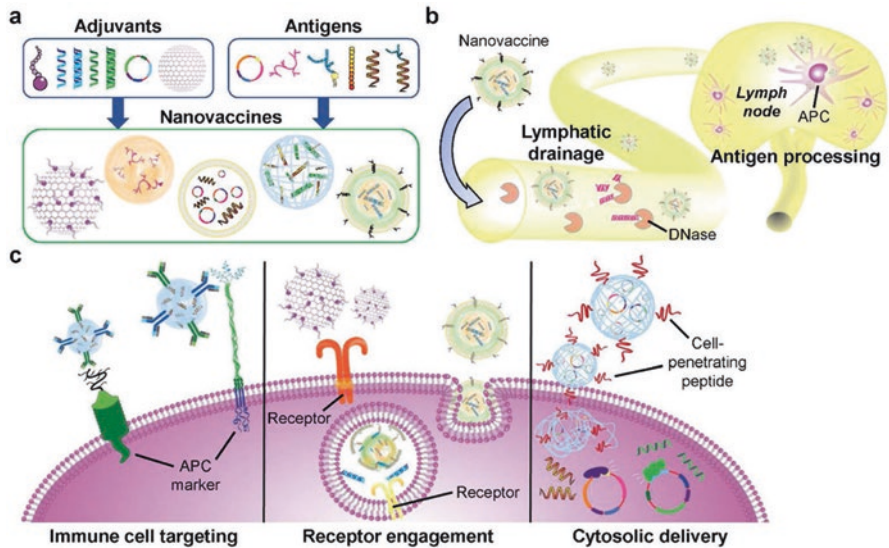 a
Adjuvants
Antigens
Nanovaccines
b
Nanovaccine
Lymphatic
drainage
Lymph
node
APC
Antigen processing
DNase
c
APC
marker
Immune cell targeting
Receptor
Receptor
Receptor engagement
Cell-
penetrating
peptide
Cytosolic delivery